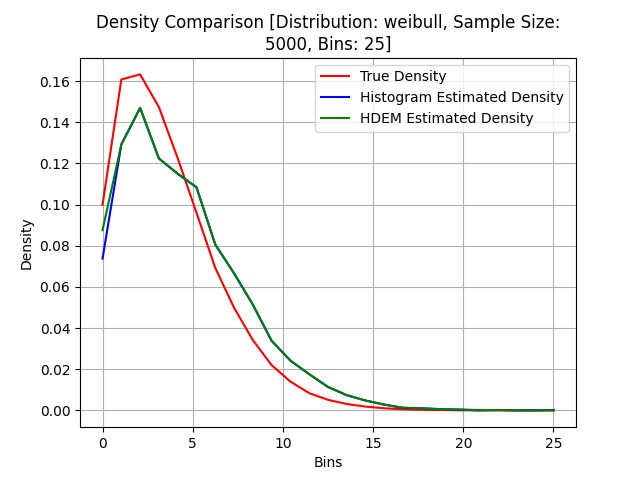 Density Comparison [Distribution: weibull, Sample Size:
5000, Bins: 25]
True Density
Histogram Estimated Density
HDEM Estimated Density
Density
0.16
0.14
0.12
0.10
0.08
0.06
0.04
0.02
0.00
0 5 10 15 20 25
Bins